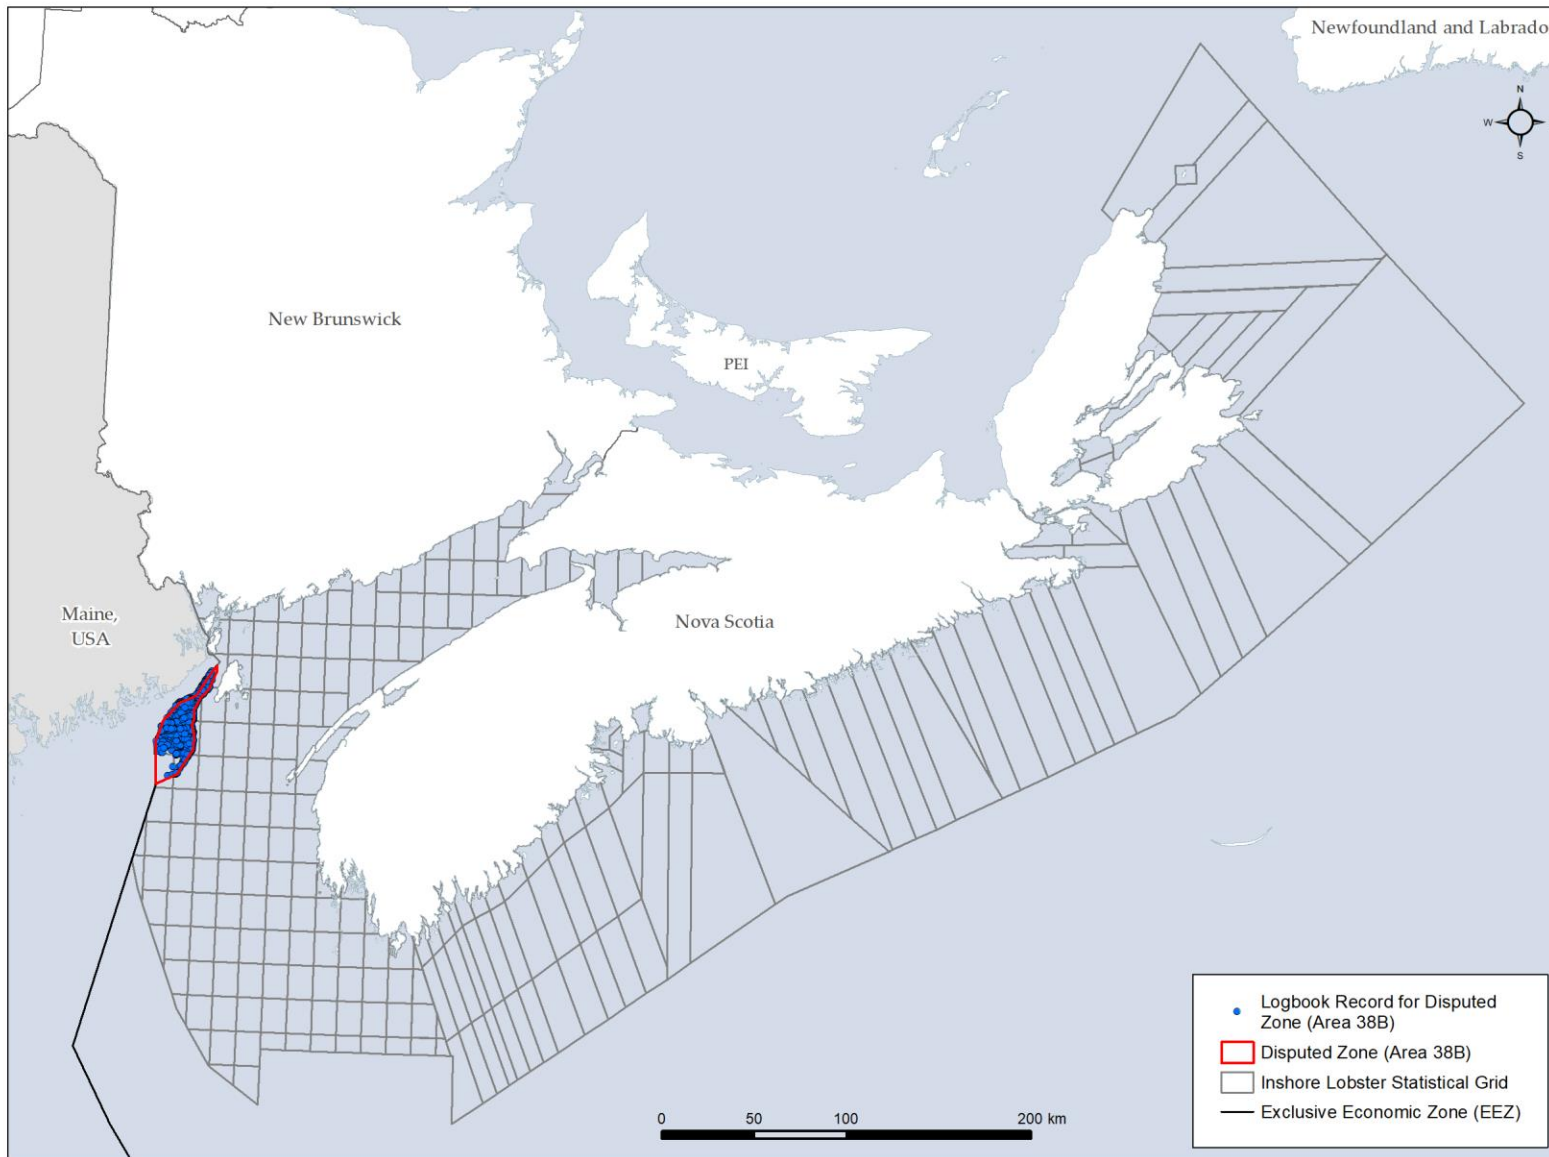 Newfoundland and Labrado
N
W
S
New Brunswick
PEI
Maine,
USA
Nova Scotia
Logbook Record for Disputed
Zone (Area 38B)
Disputed Zone (Area 38B)
Inshore Lobster Statistical Grid
Exclusive Economic Zone (EEZ)
0 50 100 200 km